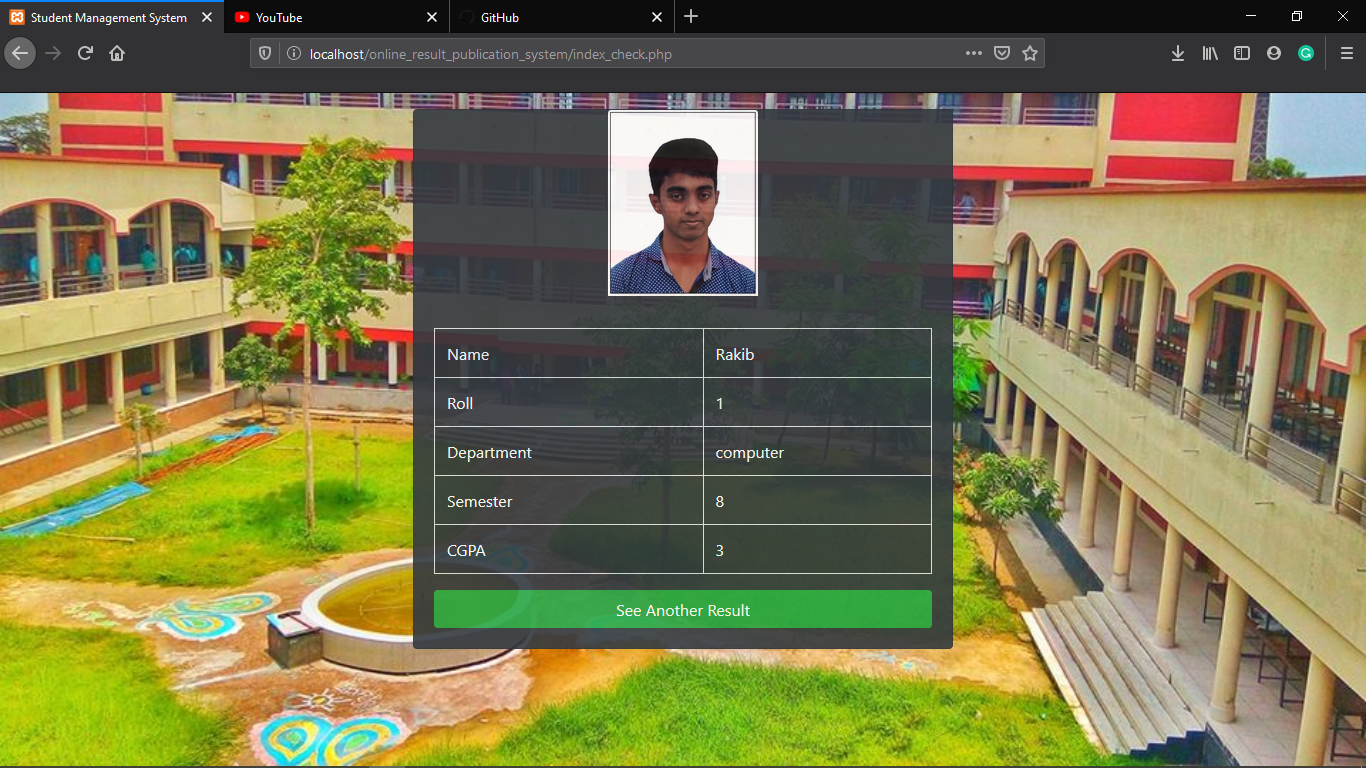 Student Management System
YouTube
GitHub
localhost/online_result_publication_system/index_check.php
Name Rakib
Roll 1
Department computer
Semester 8
CGPA 3
See Another Result